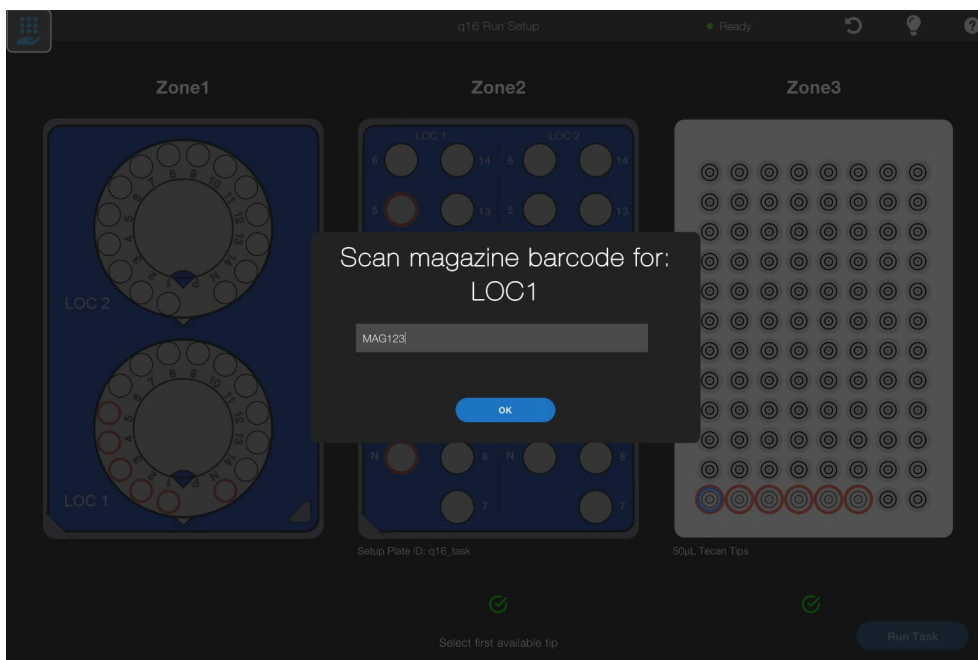 q16 Run Setup
Ready
Zone1
Zone2
Zone3
LOC 1
LOC 2
6
14
6
14
5
13
5
13
Scan magazine barcode for:
LOC1
MAG123
OK
LOC 2
LOC 1
N
8
N
8
7
7
Setup Plate ID: q16_task
50µL Tecan Tips
Select first available tip
Run Task